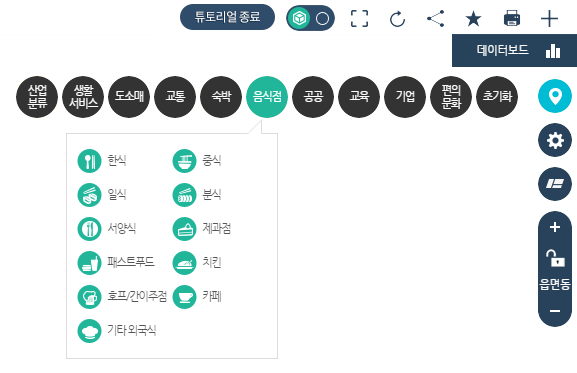 튜토리얼 종료
데이터보드
산업
분류
생활
서비스
도소매
교통
숙박
음식점
공공
교육
기업
편의
문화
초기화
한식
중식
일식
분식
서양식
제과점
패스트푸드
치킨
호프/간이주점
카페
기타 외국식
읍면동